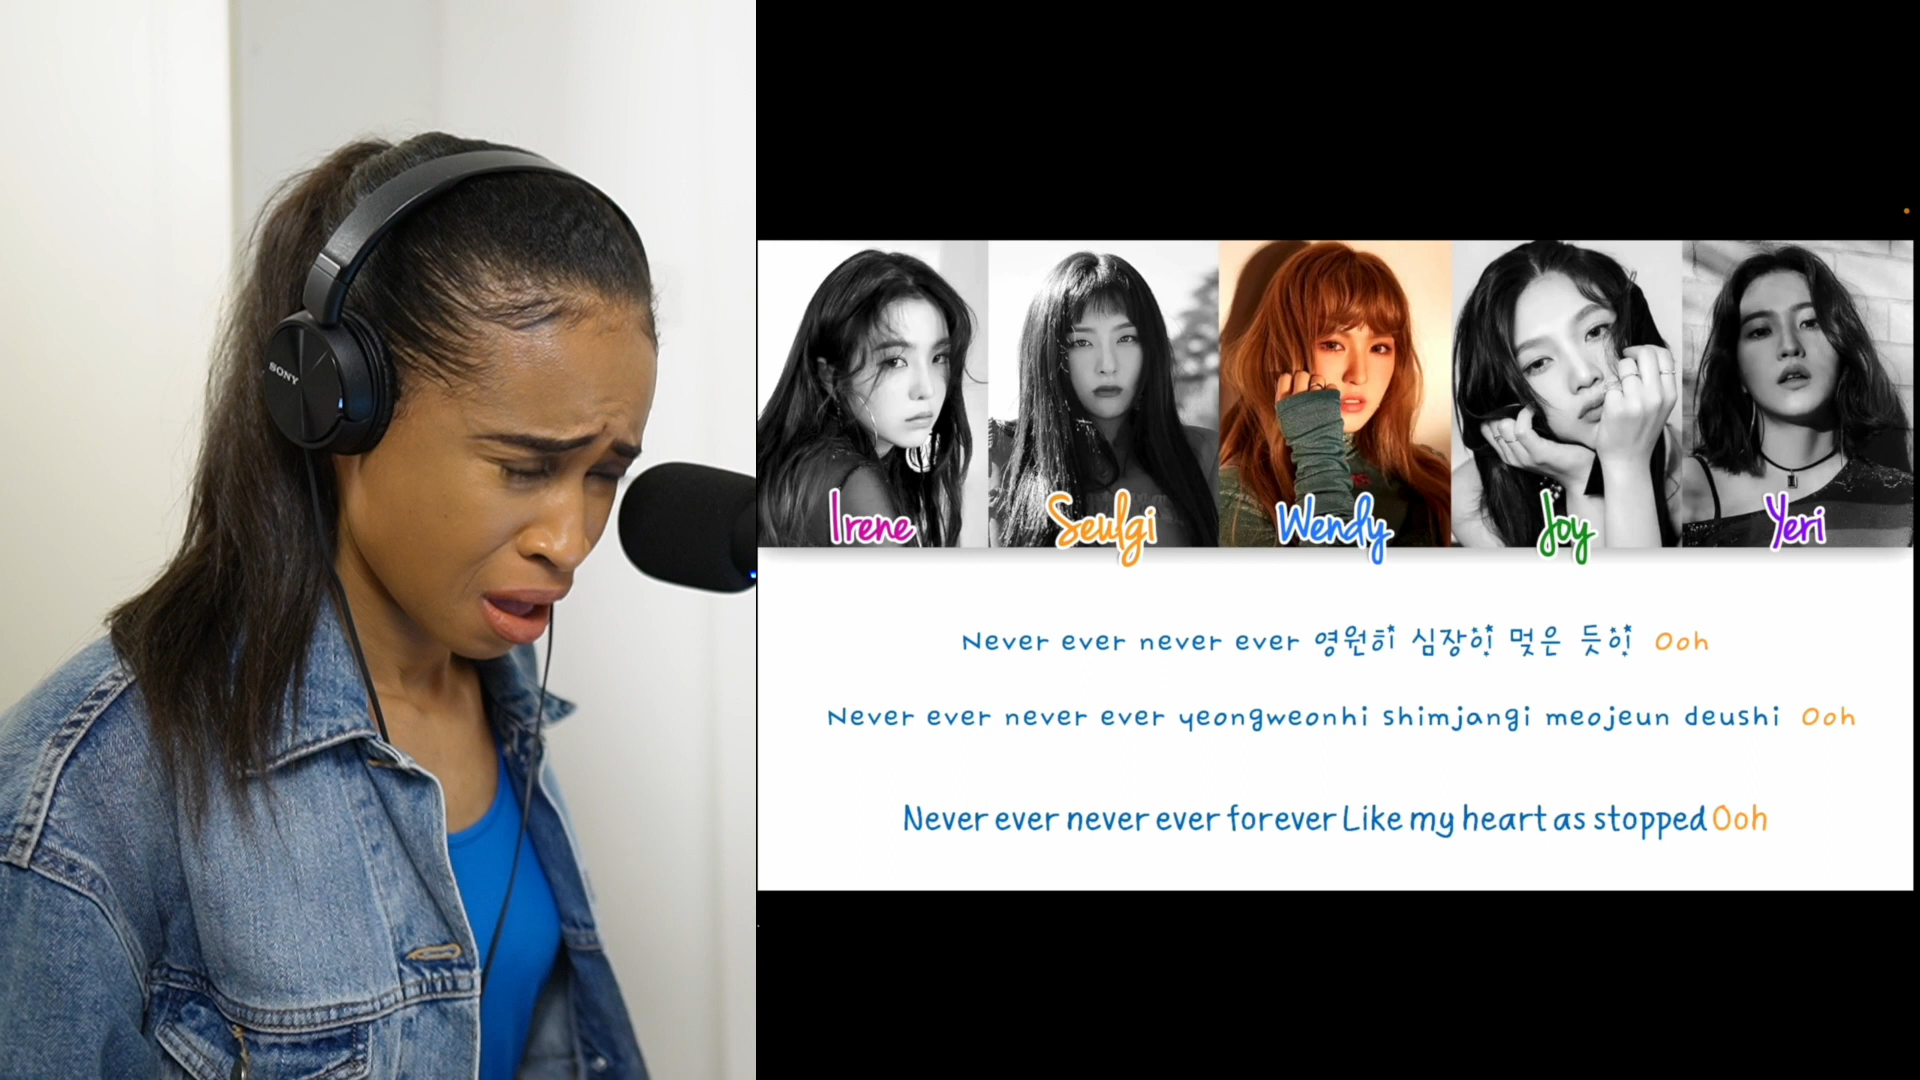 SONY
Irene
Seulgi
Wendy
Joy
Yeri
Never ever never ever 영원히 심장이 멎은 듯이 Ooh
Never ever never ever yeongweonhi shimjangi meojeun deushi Ooh
Never ever never ever forever Like my heart as stopped Ooh